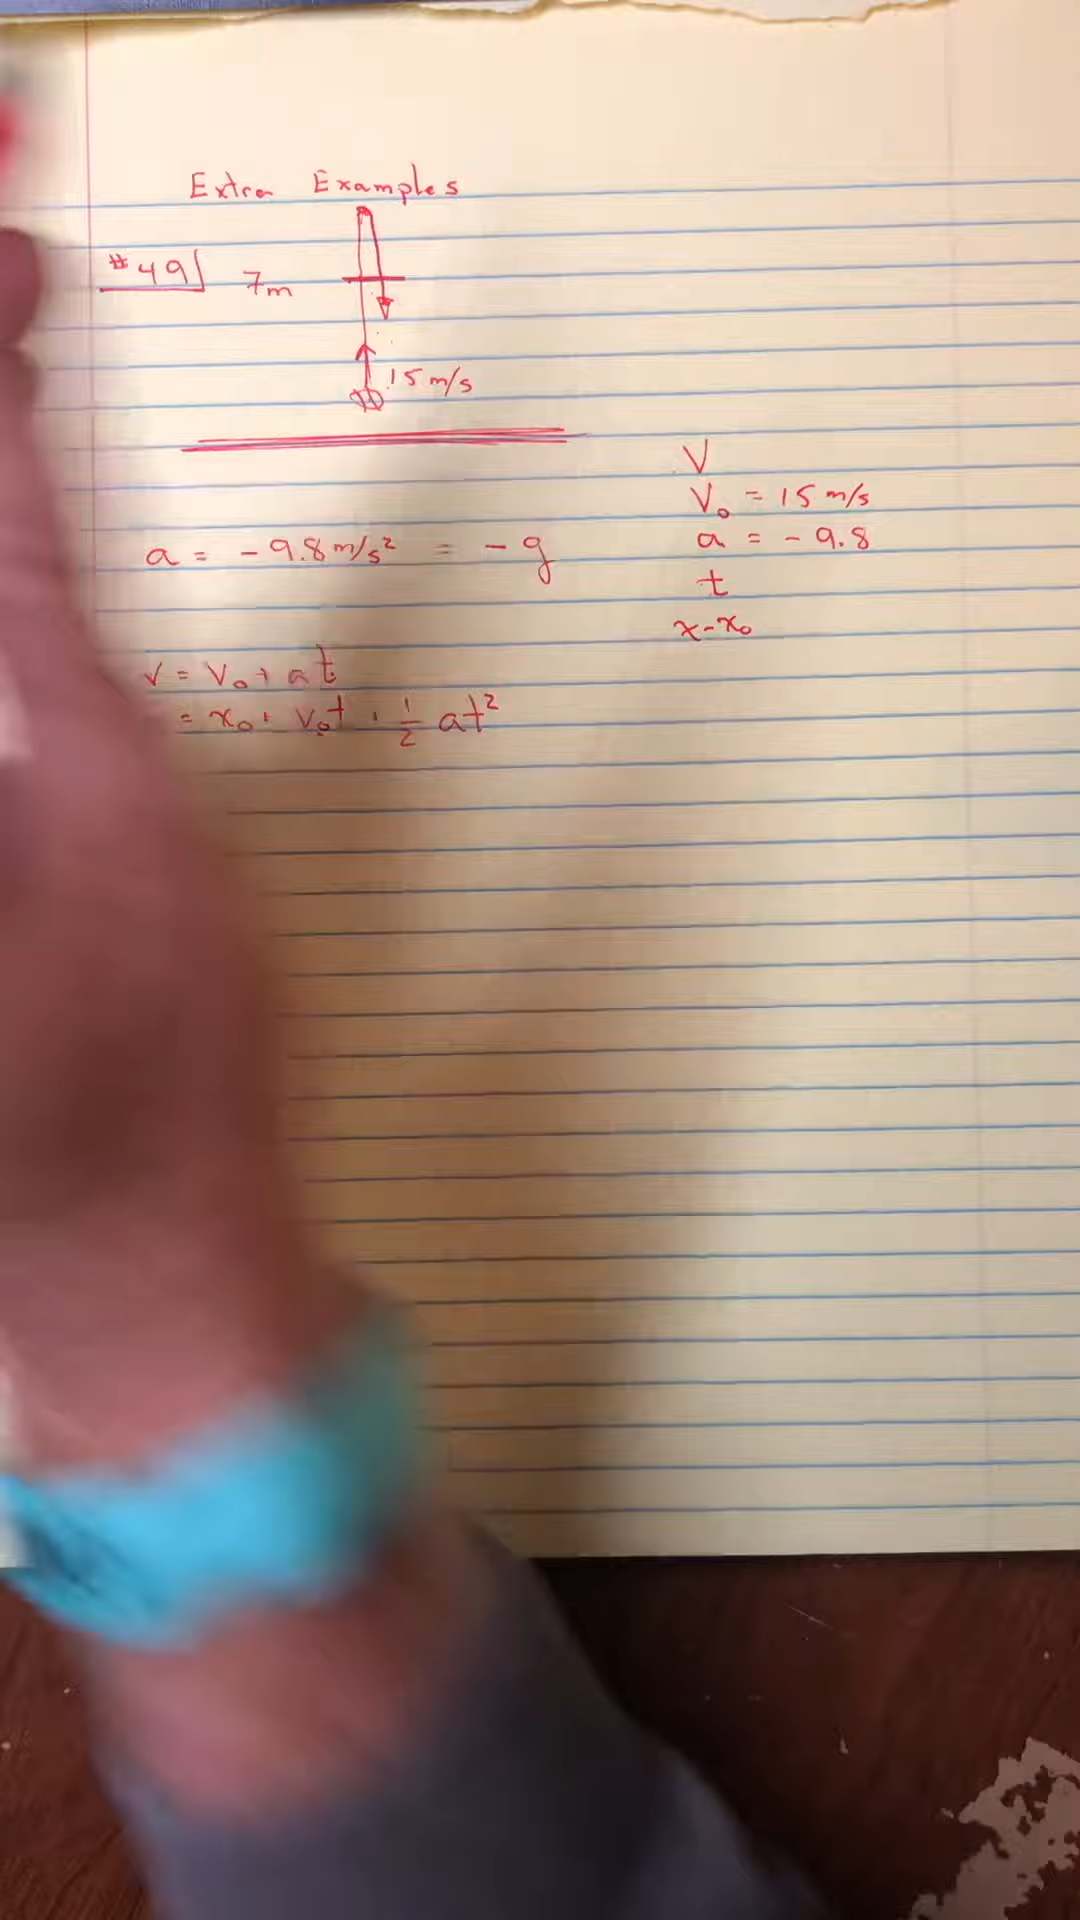 Extra Examples
#49 7m
15 m/s
V
V₀ = 15 m/s
a = -9.8 m/s² = -g
a = -9.8
t
x-x₀
v = v₀ + at
= x₀ + v₀t + 1/2 at²